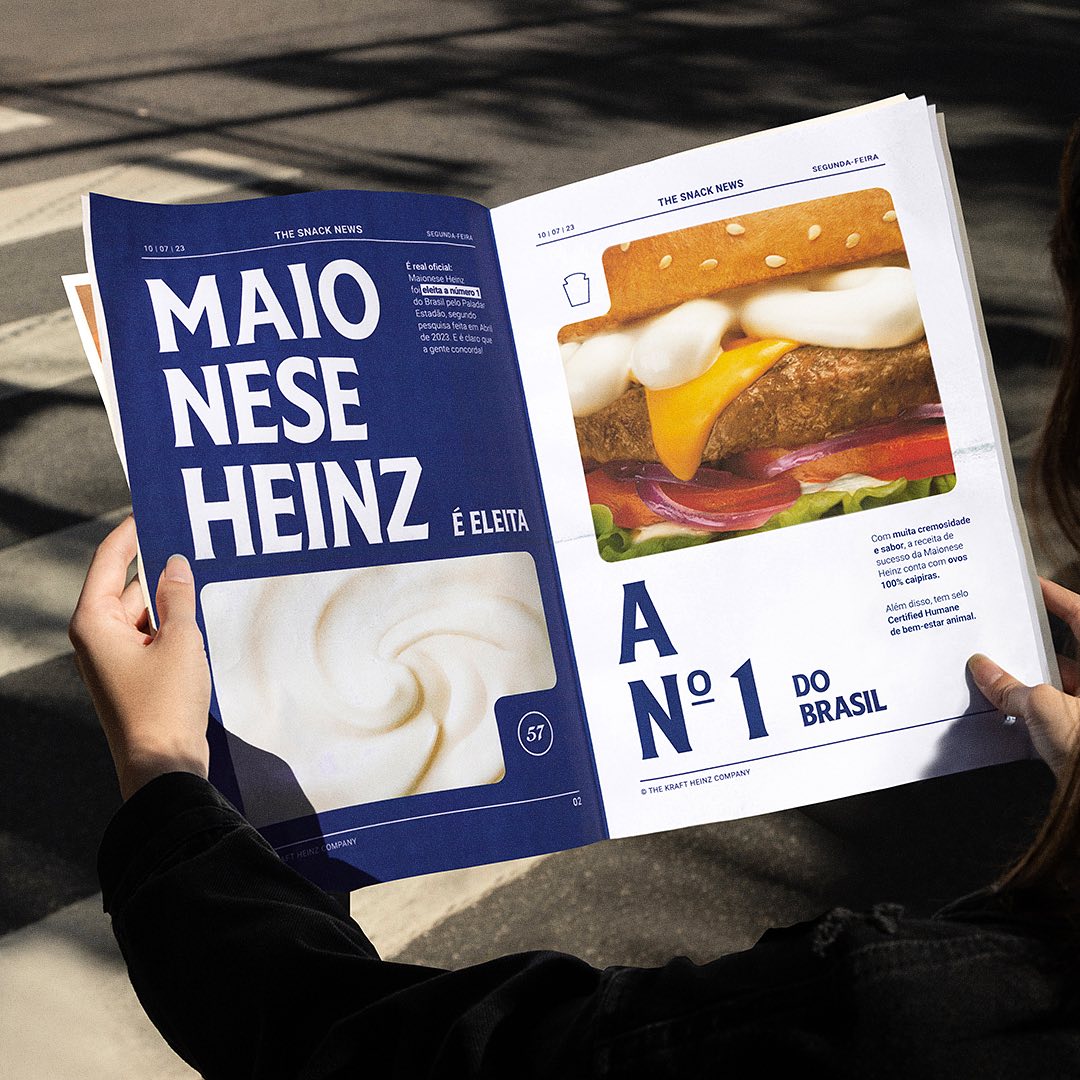 10 | 07 | 23
THE SNACK NEWS
SEGUNDA-FEIRA
MAIO
NESE
HEINZ
É ELEITA
É real oficial:
Maionese Heinz
foi eleita a número 1
do Brasil pelo Paladar
Estadão, segundo
pesquisa feita em Abril
de 2023. E é claro que
a gente concorda!
57
02
KRAFT HEINZ COMPANY
10 | 07 | 23
THE SNACK NEWS
SEGUNDA-FEIRA
Com muita cremosidade
e sabor, a receita de
sucesso da Maionese
Heinz conta com ovos
100% caipiras.
Além disso, tem selo
Certified Humane
de bem-estar animal.
A
Nº 1
DO
BRASIL
© THE KRAFT HEINZ COMPANY